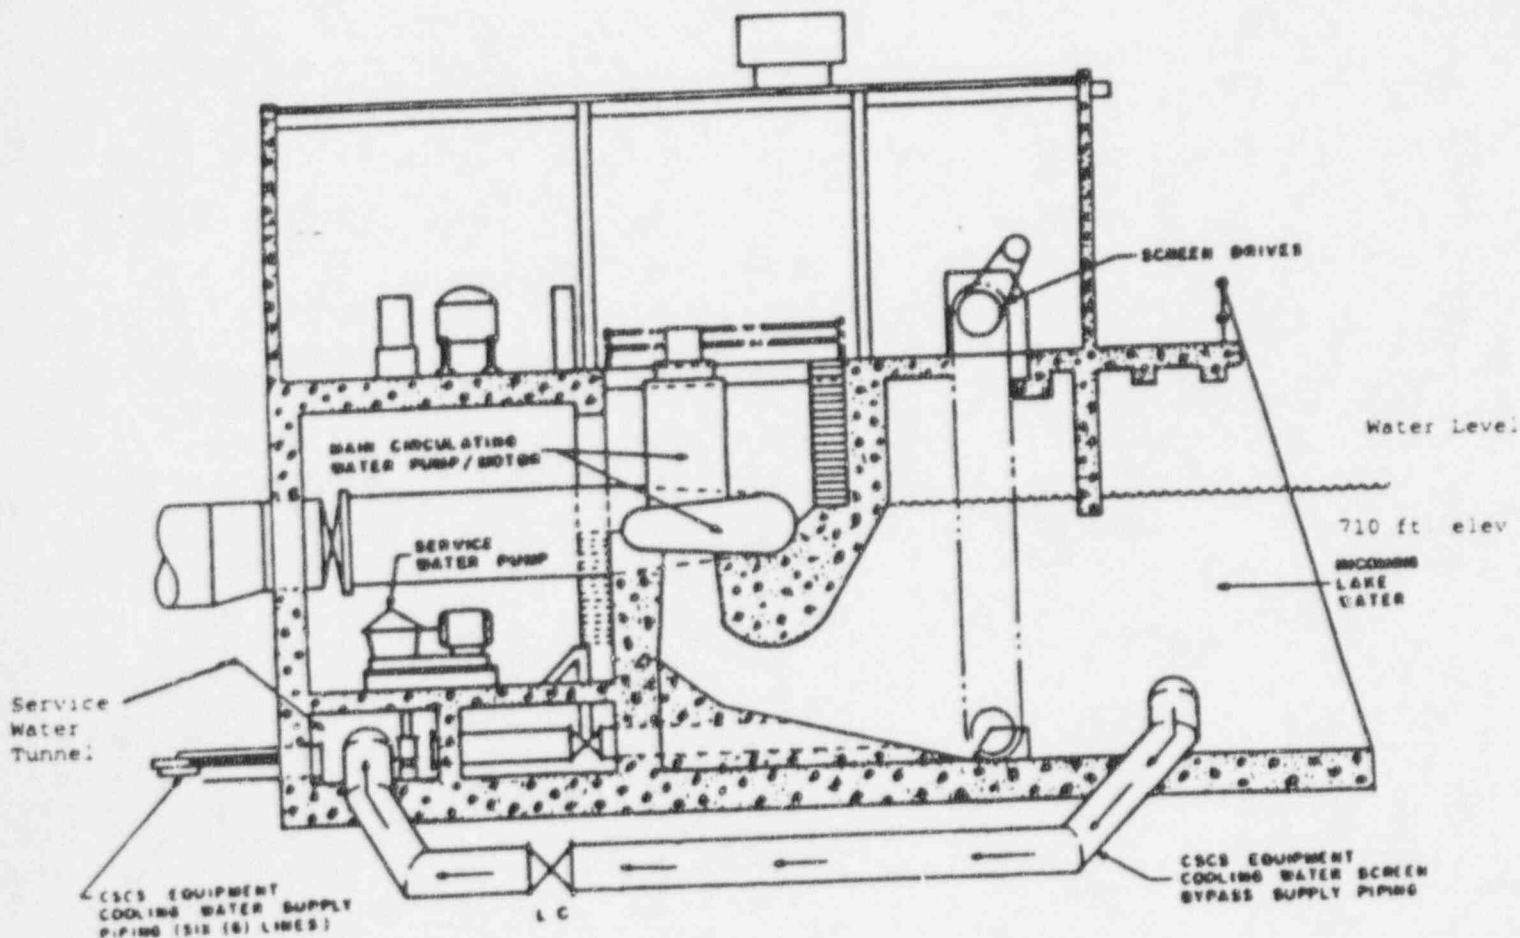 SCREEN DRIVES
Water Level
710 ft elev
INCOMING
LAKE
WATER
MAIN CIRCULATING
WATER PUMP/MOTOR
SERVICE
WATER PUMP
Service
Water
Tunnel
CSCS EQUIPMENT
COOLING WATER SUPPLY
PIPING (SIX (6) LINES)
L C
CSCS EQUIPMENT
COOLING WATER SCREEN
BYPASS SUPPLY PIPING